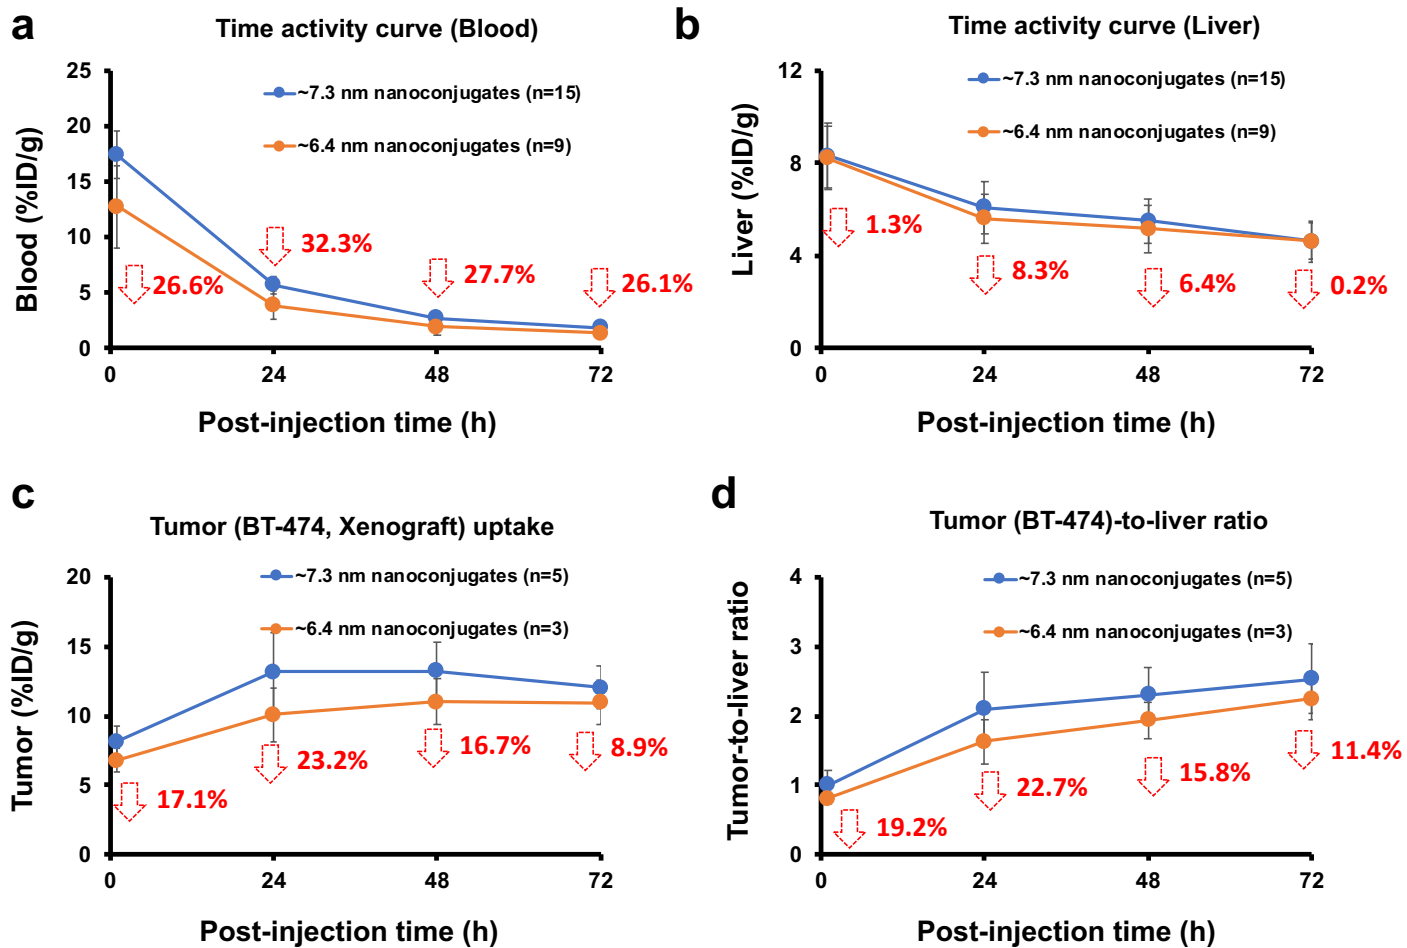 a
Time activity curve (Blood)
25
20
15
10
5
0
Blood (%ID/g)
~7.3 nm nanoconjugates (n=15)
~6.4 nm nanoconjugates (n=9)
26.6%
32.3%
27.7%
26.1%
0 24 48 72
Post-injection time (h)
b
Time activity curve (Liver)
12
8
4
0
Liver (%ID/g)
~7.3 nm nanoconjugates (n=15)
~6.4 nm nanoconjugates (n=9)
1.3%
8.3%
6.4%
0.2%
0 24 48 72
Post-injection time (h)
c
Tumor (BT-474, Xenograft) uptake
20
15
10
5
0
Tumor (%ID/g)
~7.3 nm nanoconjugates (n=5)
~6.4 nm nanoconjugates (n=3)
17.1%
23.2%
16.7%
8.9%
0 24 48 72
Post-injection time (h)
d
Tumor (BT-474)-to-liver ratio
4
3
2
1
0
Tumor-to-liver ratio
~7.3 nm nanoconjugates (n=5)
~6.4 nm nanoconjugates (n=3)
19.2%
22.7%
15.8%
11.4%
0 24 48 72
Post-injection time (h)